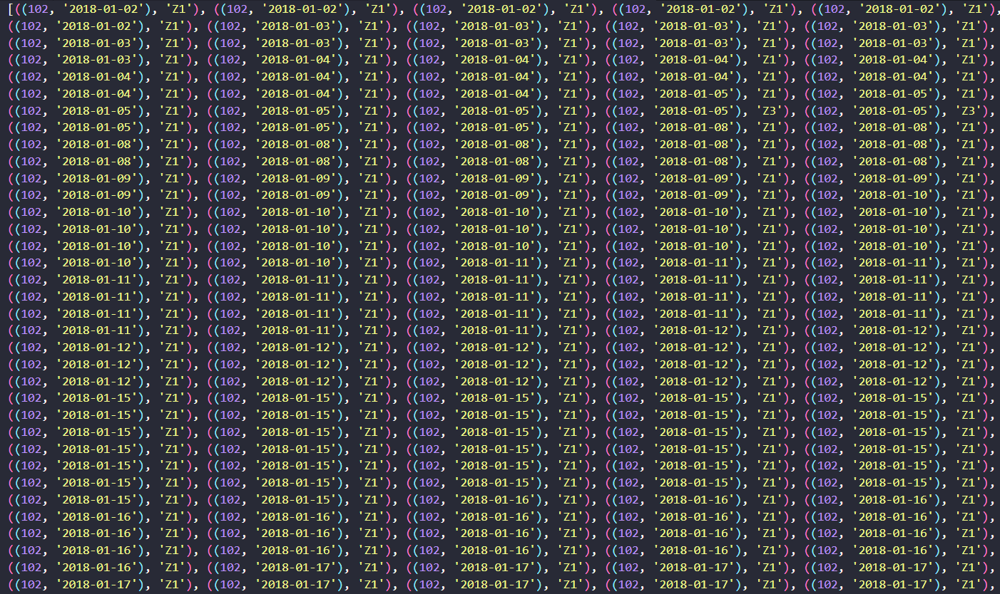 [((102, '2018-01-02'), 'Z1'), ((102, '2018-01-02'), 'Z1'), ((102, '2018-01-02'), 'Z1'), ((102, '2018-01-02'), 'Z1'), ((102, '2018-01-02'), 'Z1'),
((102, '2018-01-02'), 'Z1'), ((102, '2018-01-03'), 'Z1'), ((102, '2018-01-03'), 'Z1'), ((102, '2018-01-03'), 'Z1'), ((102, '2018-01-03'), 'Z1'),
((102, '2018-01-03'), 'Z1'), ((102, '2018-01-03'), 'Z1'), ((102, '2018-01-03'), 'Z1'), ((102, '2018-01-03'), 'Z1'), ((102, '2018-01-03'), 'Z1'),
((102, '2018-01-03'), 'Z1'), ((102, '2018-01-04'), 'Z1'), ((102, '2018-01-04'), 'Z1'), ((102, '2018-01-04'), 'Z1'), ((102, '2018-01-04'), 'Z1'),
((102, '2018-01-04'), 'Z1'), ((102, '2018-01-04'), 'Z1'), ((102, '2018-01-04'), 'Z1'), ((102, '2018-01-04'), 'Z1'), ((102, '2018-01-04'), 'Z1'),
((102, '2018-01-04'), 'Z1'), ((102, '2018-01-04'), 'Z1'), ((102, '2018-01-04'), 'Z1'), ((102, '2018-01-05'), 'Z1'), ((102, '2018-01-05'), 'Z1'),
((102, '2018-01-05'), 'Z1'), ((102, '2018-01-05'), 'Z1'), ((102, '2018-01-05'), 'Z1'), ((102, '2018-01-05'), 'Z3'), ((102, '2018-01-05'), 'Z3'),
((102, '2018-01-05'), 'Z1'), ((102, '2018-01-05'), 'Z1'), ((102, '2018-01-05'), 'Z1'), ((102, '2018-01-08'), 'Z1'), ((102, '2018-01-08'), 'Z1'),
((102, '2018-01-08'), 'Z1'), ((102, '2018-01-08'), 'Z1'), ((102, '2018-01-08'), 'Z1'), ((102, '2018-01-08'), 'Z1'), ((102, '2018-01-08'), 'Z1'),
((102, '2018-01-08'), 'Z1'), ((102, '2018-01-08'), 'Z1'), ((102, '2018-01-08'), 'Z1'), ((102, '2018-01-08'), 'Z1'), ((102, '2018-01-08'), 'Z1'),
((102, '2018-01-09'), 'Z1'), ((102, '2018-01-09'), 'Z1'), ((102, '2018-01-09'), 'Z1'), ((102, '2018-01-09'), 'Z1'), ((102, '2018-01-09'), 'Z1'),
((102, '2018-01-09'), 'Z1'), ((102, '2018-01-09'), 'Z1'), ((102, '2018-01-09'), 'Z1'), ((102, '2018-01-09'), 'Z1'), ((102, '2018-01-10'), 'Z1'),
((102, '2018-01-10'), 'Z1'), ((102, '2018-01-10'), 'Z1'), ((102, '2018-01-10'), 'Z1'), ((102, '2018-01-10'), 'Z1'), ((102, '2018-01-10'), 'Z1'),
((102, '2018-01-10'), 'Z1'), ((102, '2018-01-10'), 'Z1'), ((102, '2018-01-10'), 'Z1'), ((102, '2018-01-10'), 'Z1'), ((102, '2018-01-10'), 'Z1'),
((102, '2018-01-10'), 'Z1'), ((102, '2018-01-10'), 'Z1'), ((102, '2018-01-10'), 'Z1'), ((102, '2018-01-10'), 'Z1'), ((102, '2018-01-10'), 'Z1'),
((102, '2018-01-10'), 'Z1'), ((102, '2018-01-10'), 'Z1'), ((102, '2018-01-11'), 'Z1'), ((102, '2018-01-11'), 'Z1'), ((102, '2018-01-11'), 'Z1'),
((102, '2018-01-11'), 'Z1'), ((102, '2018-01-11'), 'Z1'), ((102, '2018-01-11'), 'Z1'), ((102, '2018-01-11'), 'Z1'), ((102, '2018-01-11'), 'Z1'),
((102, '2018-01-11'), 'Z1'), ((102, '2018-01-11'), 'Z1'), ((102, '2018-01-11'), 'Z1'), ((102, '2018-01-11'), 'Z1'), ((102, '2018-01-11'), 'Z1'),
((102, '2018-01-11'), 'Z1'), ((102, '2018-01-11'), 'Z1'), ((102, '2018-01-11'), 'Z1'), ((102, '2018-01-11'), 'Z1'), ((102, '2018-01-11'), 'Z1'),
((102, '2018-01-11'), 'Z1'), ((102, '2018-01-11'), 'Z1'), ((102, '2018-01-11'), 'Z1'), ((102, '2018-01-12'), 'Z1'), ((102, '2018-01-12'), 'Z1'),
((102, '2018-01-12'), 'Z1'), ((102, '2018-01-12'), 'Z1'), ((102, '2018-01-12'), 'Z1'), ((102, '2018-01-12'), 'Z1'), ((102, '2018-01-12'), 'Z1'),
((102, '2018-01-12'), 'Z1'), ((102, '2018-01-12'), 'Z1'), ((102, '2018-01-12'), 'Z1'), ((102, '2018-01-12'), 'Z1'), ((102, '2018-01-12'), 'Z1'),
((102, '2018-01-12'), 'Z1'), ((102, '2018-01-12'), 'Z1'), ((102, '2018-01-12'), 'Z1'), ((102, '2018-01-12'), 'Z1'), ((102, '2018-01-12'), 'Z1'),
((102, '2018-01-15'), 'Z1'), ((102, '2018-01-15'), 'Z1'), ((102, '2018-01-15'), 'Z1'), ((102, '2018-01-15'), 'Z1'), ((102, '2018-01-15'), 'Z1'),
((102, '2018-01-15'), 'Z1'), ((102, '2018-01-15'), 'Z1'), ((102, '2018-01-15'), 'Z1'), ((102, '2018-01-15'), 'Z1'), ((102, '2018-01-15'), 'Z1'),
((102, '2018-01-15'), 'Z1'), ((102, '2018-01-15'), 'Z1'), ((102, '2018-01-15'), 'Z1'), ((102, '2018-01-15'), 'Z1'), ((102, '2018-01-15'), 'Z1'),
((102, '2018-01-15'), 'Z1'), ((102, '2018-01-15'), 'Z1'), ((102, '2018-01-15'), 'Z1'), ((102, '2018-01-15'), 'Z1'), ((102, '2018-01-15'), 'Z1'),
((102, '2018-01-15'), 'Z1'), ((102, '2018-01-15'), 'Z1'), ((102, '2018-01-15'), 'Z1'), ((102, '2018-01-15'), 'Z1'), ((102, '2018-01-15'), 'Z1'),
((102, '2018-01-15'), 'Z1'), ((102, '2018-01-15'), 'Z1'), ((102, '2018-01-15'), 'Z1'), ((102, '2018-01-15'), 'Z1'), ((102, '2018-01-15'), 'Z1'),
((102, '2018-01-15'), 'Z1'), ((102, '2018-01-15'), 'Z1'), ((102, '2018-01-16'), 'Z1'), ((102, '2018-01-16'), 'Z1'), ((102, '2018-01-16'), 'Z1'),
((102, '2018-01-16'), 'Z1'), ((102, '2018-01-16'), 'Z1'), ((102, '2018-01-16'), 'Z1'), ((102, '2018-01-16'), 'Z1'), ((102, '2018-01-16'), 'Z1'),
((102, '2018-01-16'), 'Z1'), ((102, '2018-01-16'), 'Z1'), ((102, '2018-01-16'), 'Z1'), ((102, '2018-01-16'), 'Z1'), ((102, '2018-01-16'), 'Z1'),
((102, '2018-01-16'), 'Z1'), ((102, '2018-01-16'), 'Z1'), ((102, '2018-01-16'), 'Z1'), ((102, '2018-01-16'), 'Z1'), ((102, '2018-01-16'), 'Z1'),
((102, '2018-01-16'), 'Z1'), ((102, '2018-01-17'), 'Z1'), ((102, '2018-01-17'), 'Z1'), ((102, '2018-01-17'), 'Z1'), ((102, '2018-01-17'), 'Z1'),
((102, '2018-01-17'), 'Z1'), ((102, '2018-01-17'), 'Z1'), ((102, '2018-01-17'), 'Z1'), ((102, '2018-01-17'), 'Z1'), ((102, '2018-01-17'), 'Z1'),